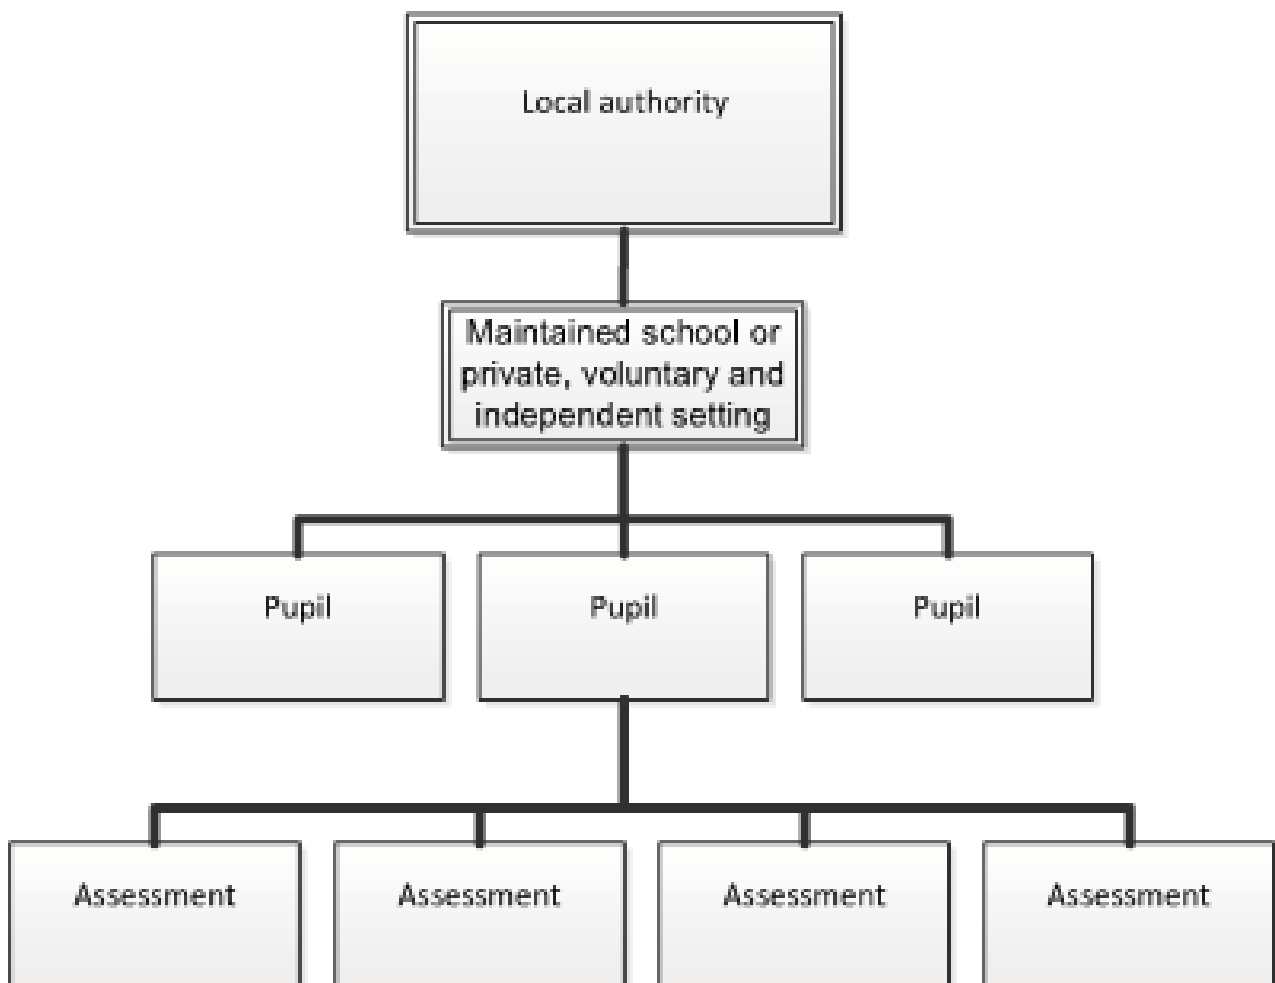 Local authority
Maintained school or
private, voluntary and
independent setting
Pupil
Pupil
Pupil
Assessment
Assessment
Assessment
Assessment